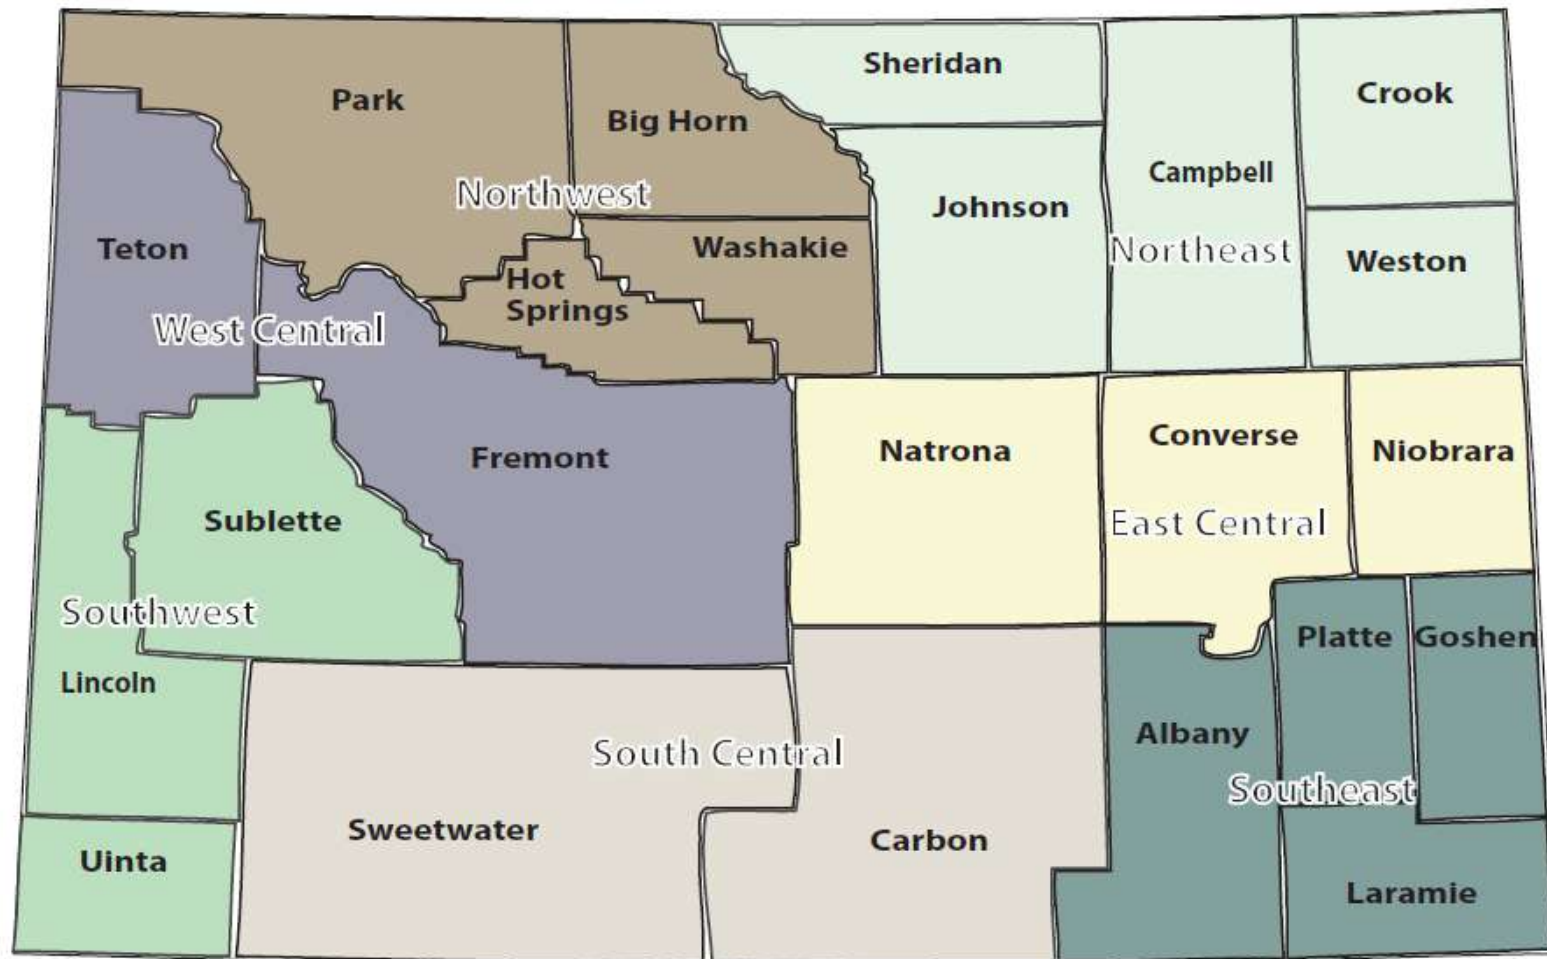 Sheridan
Crook
Park
Big Horn
Campbell
Northwest
Johnson
Teton
Washakie
Northeast
Weston
Hot
Springs
West Central
Converse
Natrona
Niobrara
Fremont
Sublette
East Central
Southwest
Platte
Goshen
Lincoln
Albany
South Central
Southeast
Sweetwater
Carbon
Uinta
Laramie